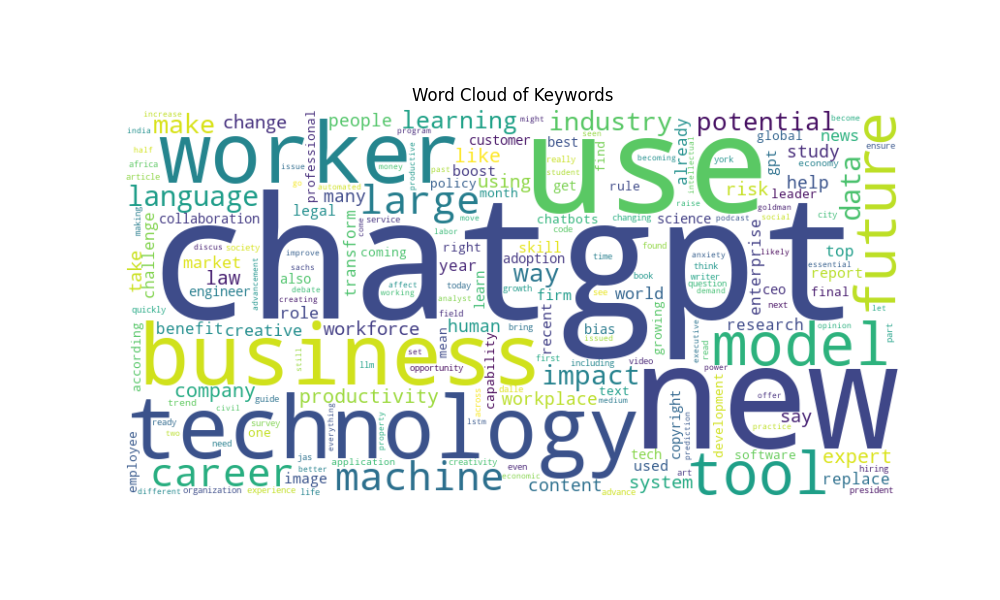 Word Cloud of Keywords
increase
india
half
africa
article
make
change
professional
people
program
learning
customer
might
industry
seen
best
already
potential
global
become
news
economy
ensure
worker
issue
automated
go
money
productive
past
like
boost
really
student
get
find
use
becoming
intellectual
york
gpt
study
risk
help
leader
data
future
language
many
large
policy
using
month
rule
raise
goldman
social
collaboration
legal
come
service
move
labor
chatbots
code
changing
science
podcast
city
making
challenge
take
discus
society
market
sachs
improve
law
also
advancement
engineer
creating
debate
role
transform
coming
affect
working
right
year
today
analyst
field
learn
skill
adoption
way
growth
firm
time
see
book
world
found
anxiety
think
writer
question
demand
enterprise
likely
essential
ceo
next
top
report
final
let
chatgpt
quickly
according
benefit
creative
workforce
mean
human
bring
recent
bias
issued
growing
executive
read
research
opinion
part
business
still
llm
set
opportunity
capability
first
including
video
power
model
company
trend
civil
guide
productivity
across
dalle
workplace
impact
text
medium
copyright
prediction
development
new
offer
say
practice
employee
ready
two
survey
one
need
everything
property
lstm
technology
tech
software
expert
career
jas
better
application
creativity
even
economic
used
art
hiring
replace
different
organization
experience
image
life
machine
content
advance
system
tool
president